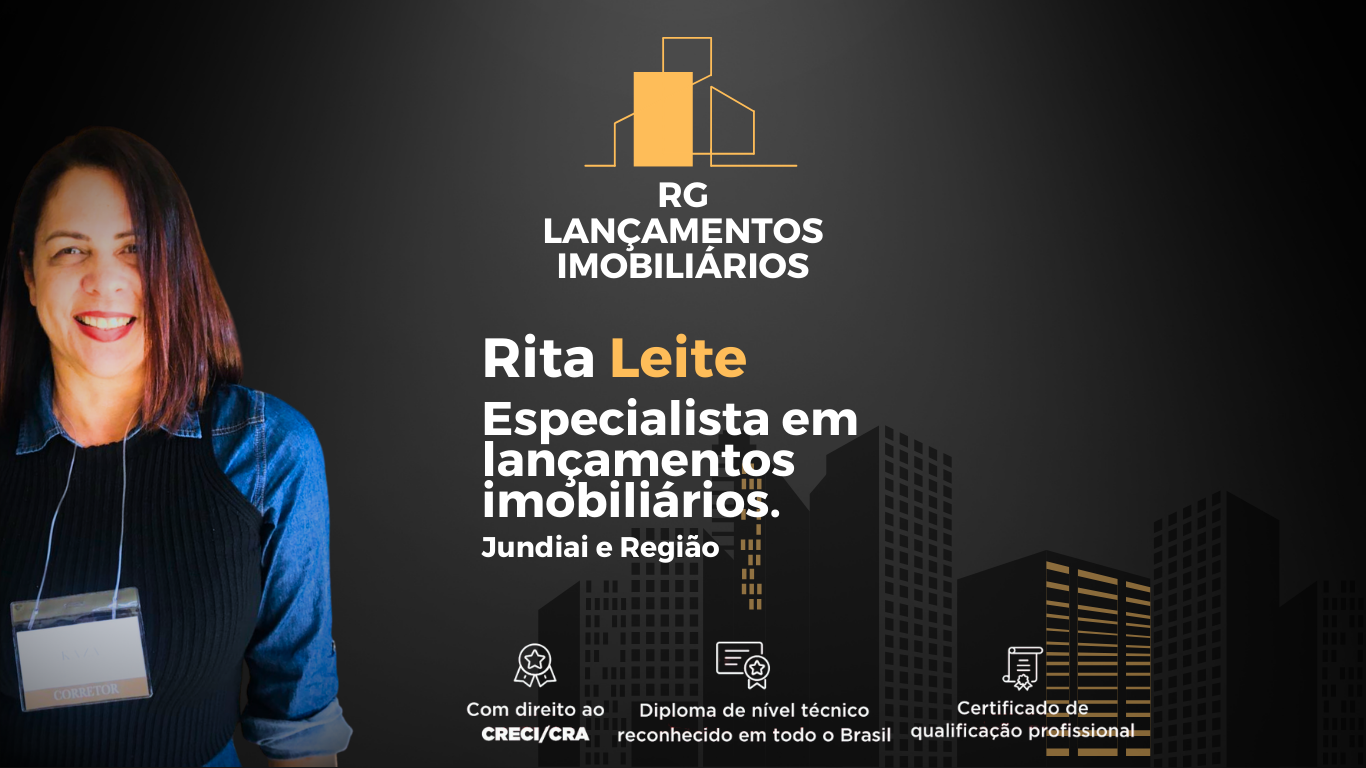 RG
LANÇAMENTOS
IMOBILIÁRIOS
Rita Leite
Especialista em
lançamentos
imobiliários.
Jundiai e Região
CORRETOR
Com direito ao
CRECI/CRA
Diploma de nível técnico
reconhecido em todo o Brasil
Certificado de
qualificação profissional